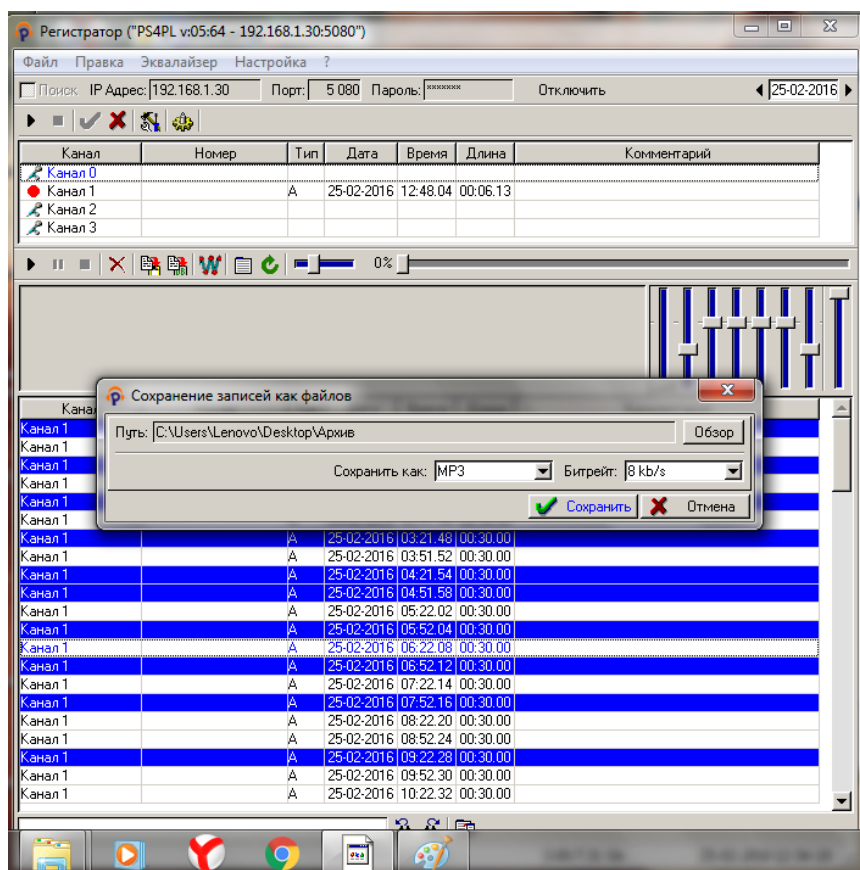 Регистратор ("PS4PL v:05:64 - 192.168.1.30:5080")
Файл Правка Эквалайзер Настройка ?
Поиск IP Адрес: 192.168.1.30 Порт: 5 080 Пароль: ******* Отключить 25-02-2016
Канал Номер Тип Дата Время Длина Комментарий
Канал 0
Канал 1 A 25-02-2016 12:48.04 00:06.13
Канал 2
Канал 3
0%
Сохранение записей как файлов
Кана
Путь: C:\Users\Lenovo\Desktop\Архив Обзор
Сохранить как: MP3 Битрейт: 8 kb/s
Сохранить Отмена
Канал 1
Канал 1
Канал 1
Канал 1
Канал 1
Канал 1
Канал 1 A 25-02-2016 03:21.48 00:30.00
Канал 1 A 25-02-2016 03:51.52 00:30.00
Канал 1 A 25-02-2016 04:21.54 00:30.00
Канал 1 A 25-02-2016 04:51.58 00:30.00
Канал 1 A 25-02-2016 05:22.02 00:30.00
Канал 1 A 25-02-2016 05:52.04 00:30.00
Канал 1 A 25-02-2016 06:22.08 00:30.00
Канал 1 A 25-02-2016 06:52.12 00:30.00
Канал 1 A 25-02-2016 07:22.14 00:30.00
Канал 1 A 25-02-2016 07:52.16 00:30.00
Канал 1 A 25-02-2016 08:22.20 00:30.00
Канал 1 A 25-02-2016 08:52.24 00:30.00
Канал 1 A 25-02-2016 09:22.28 00:30.00
Канал 1 A 25-02-2016 09:52.30 00:30.00
Канал 1 A 25-02-2016 10:22.32 00:30.00